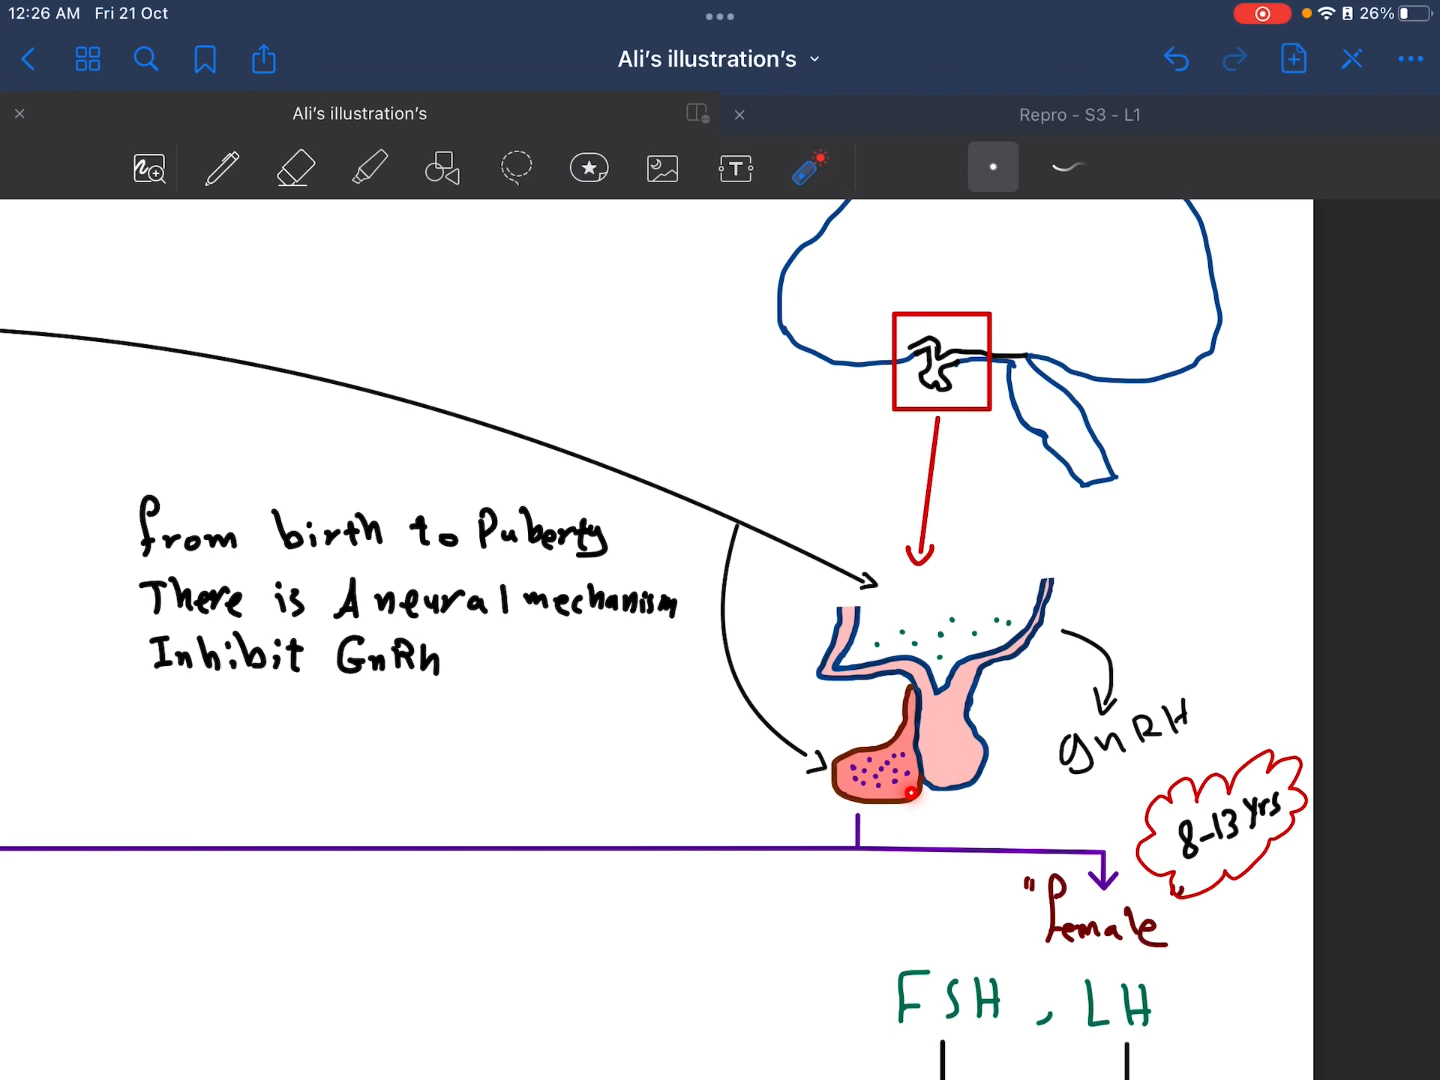 12:26 AM Fri 21 Oct
26%
Ali's illustration's
Ali's illustration's
Repro - S3 - L1
T
from birth to Puberty
There is A neural mechanism
Inhibit GnRh
gnRH
8-13 yrs
"female
FSH, LH